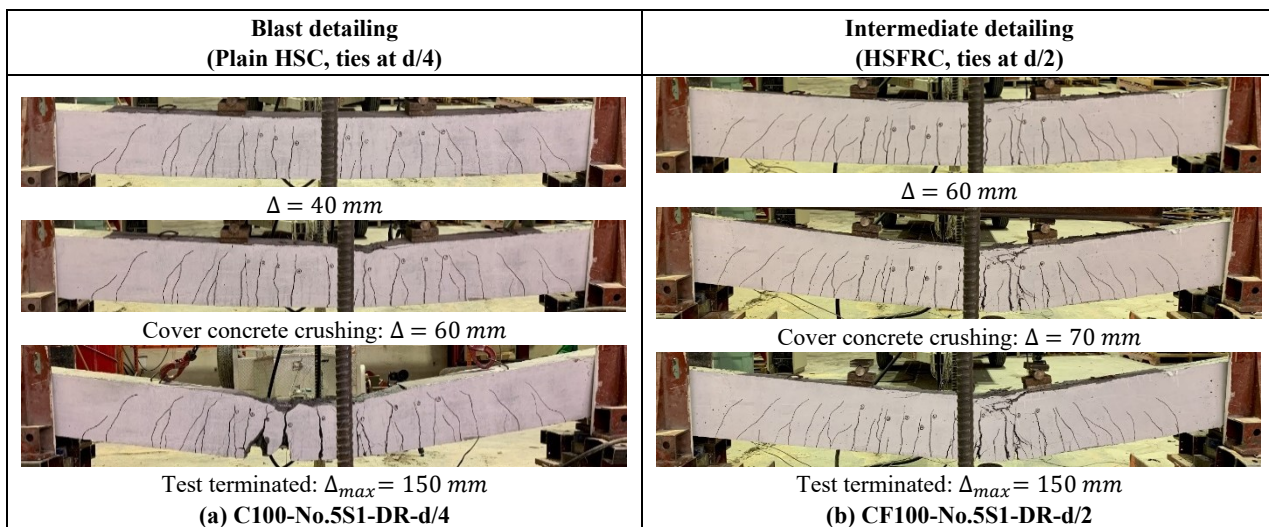 Blast detailing
(Plain HSC, ties at d/4)
Intermediate detailing
(HSFRC, ties at d/2)
Δ = 40 mm
Cover concrete crushing: Δ = 60 mm
Test terminated: Δmax= 150 mm
(a) C100-No.5S1-DR-d/4
Δ = 60 mm
Cover concrete crushing: Δ = 70 mm
Test terminated: Δmax= 150 mm
(b) CF100-No.5S1-DR-d/2